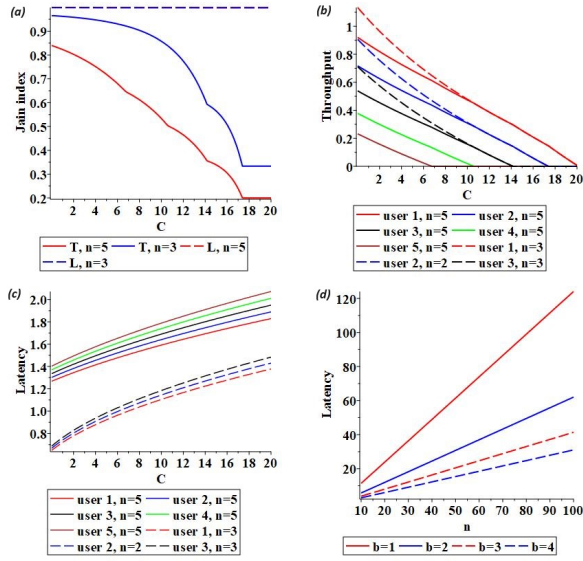 (a)
0.9
0.8
0.7
0.6
0.5
0.4
0.3
0.2
Jain index
2 4 6 8 10 12 14 16 18 20
C
T, n=5 T, n=3 L, n=5
L, n=3
(b)
1
0.8
0.6
0.4
0.2
0
Throughput
2 4 6 8 10 12 14 16 18 20
C
user 1, n=5 user 2, n=5
user 3, n=5 user 4, n=5
user 5, n=5 user 1, n=3
user 2, n=2 user 3, n=3
(c)
2.0
1.8
1.6
1.4
1.2
1.0
0.8
Latency
2 4 6 8 10 12 14 16 18 20
C
user 1, n=5 user 2, n=5
user 3, n=5 user 4, n=5
user 5, n=5 user 1, n=3
user 2, n=2 user 3, n=3
(d)
120
100
80
60
40
20
Latency
10 20 30 40 50 60 70 80 90 100
n
b=1 b=2 b=3 b=4